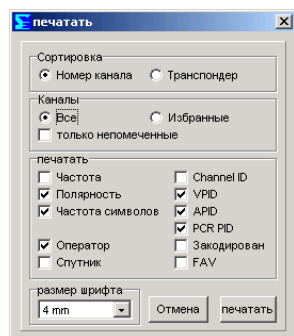 печатать
Сортировка
Номер канала Транспондер
Каналы
Все Избранные
только непомеченные
печатать
Частота Channel ID
Полярность VPID
Частота символов APID
PCR PID
Оператор Закодирован
Спутник FAV
размер шрифта
4 mm Отмена печатать